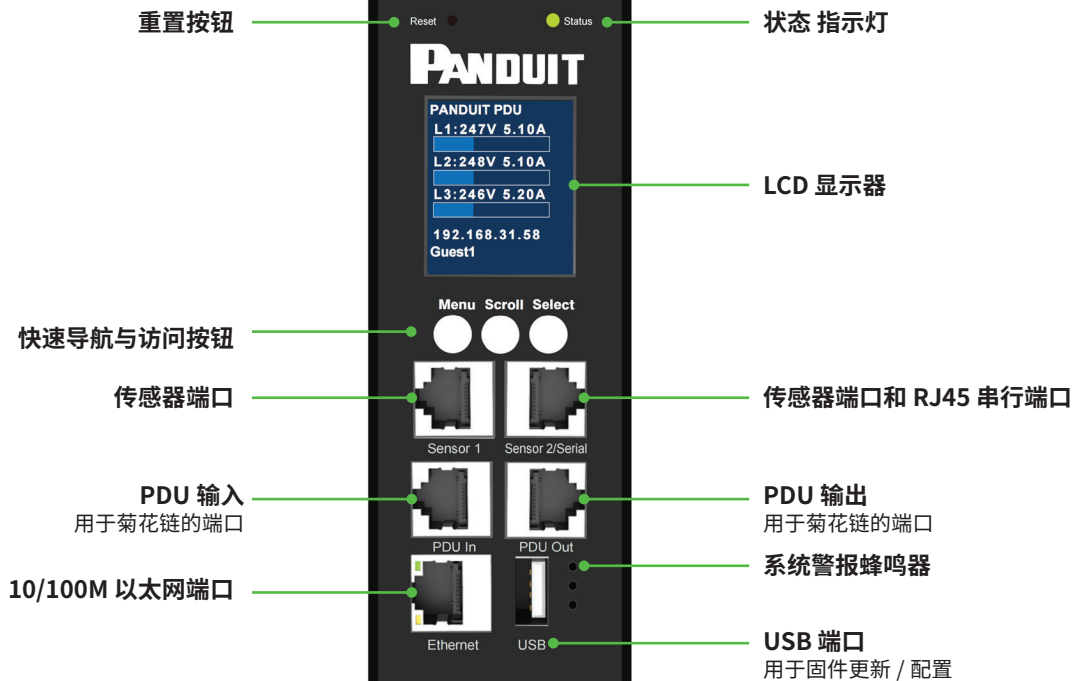 重置按钮
Reset
Status
状态 指示灯
PANDUIT
PANDUIT PDU
L1:247V 5.10A
L2:248V 5.10A
L3:246V 5.20A
192.168.31.58
Guest1
LCD 显示器
Menu Scroll Select
快速导航与访问按钮
传感器端口
传感器端口和 RJ45 串行端口
Sensor 1
Sensor 2/Serial
PDU 输入
用于菊花链的端口
PDU 输出
用于菊花链的端口
PDU In
PDU Out
系统警报蜂鸣器
10/100M 以太网端口
Ethernet
USB
USB 端口
用于固件更新 / 配置